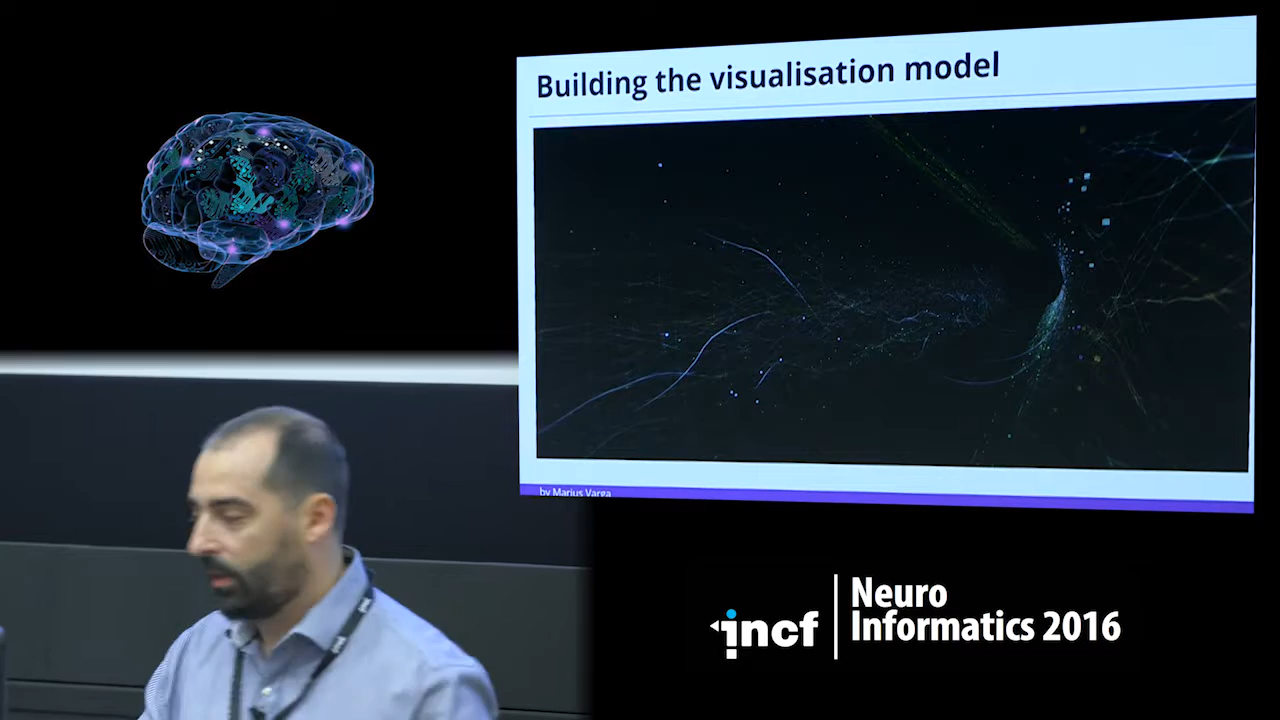 Building the visualisation model
by Marius Varga
incf
Neuro
Informatics 2016